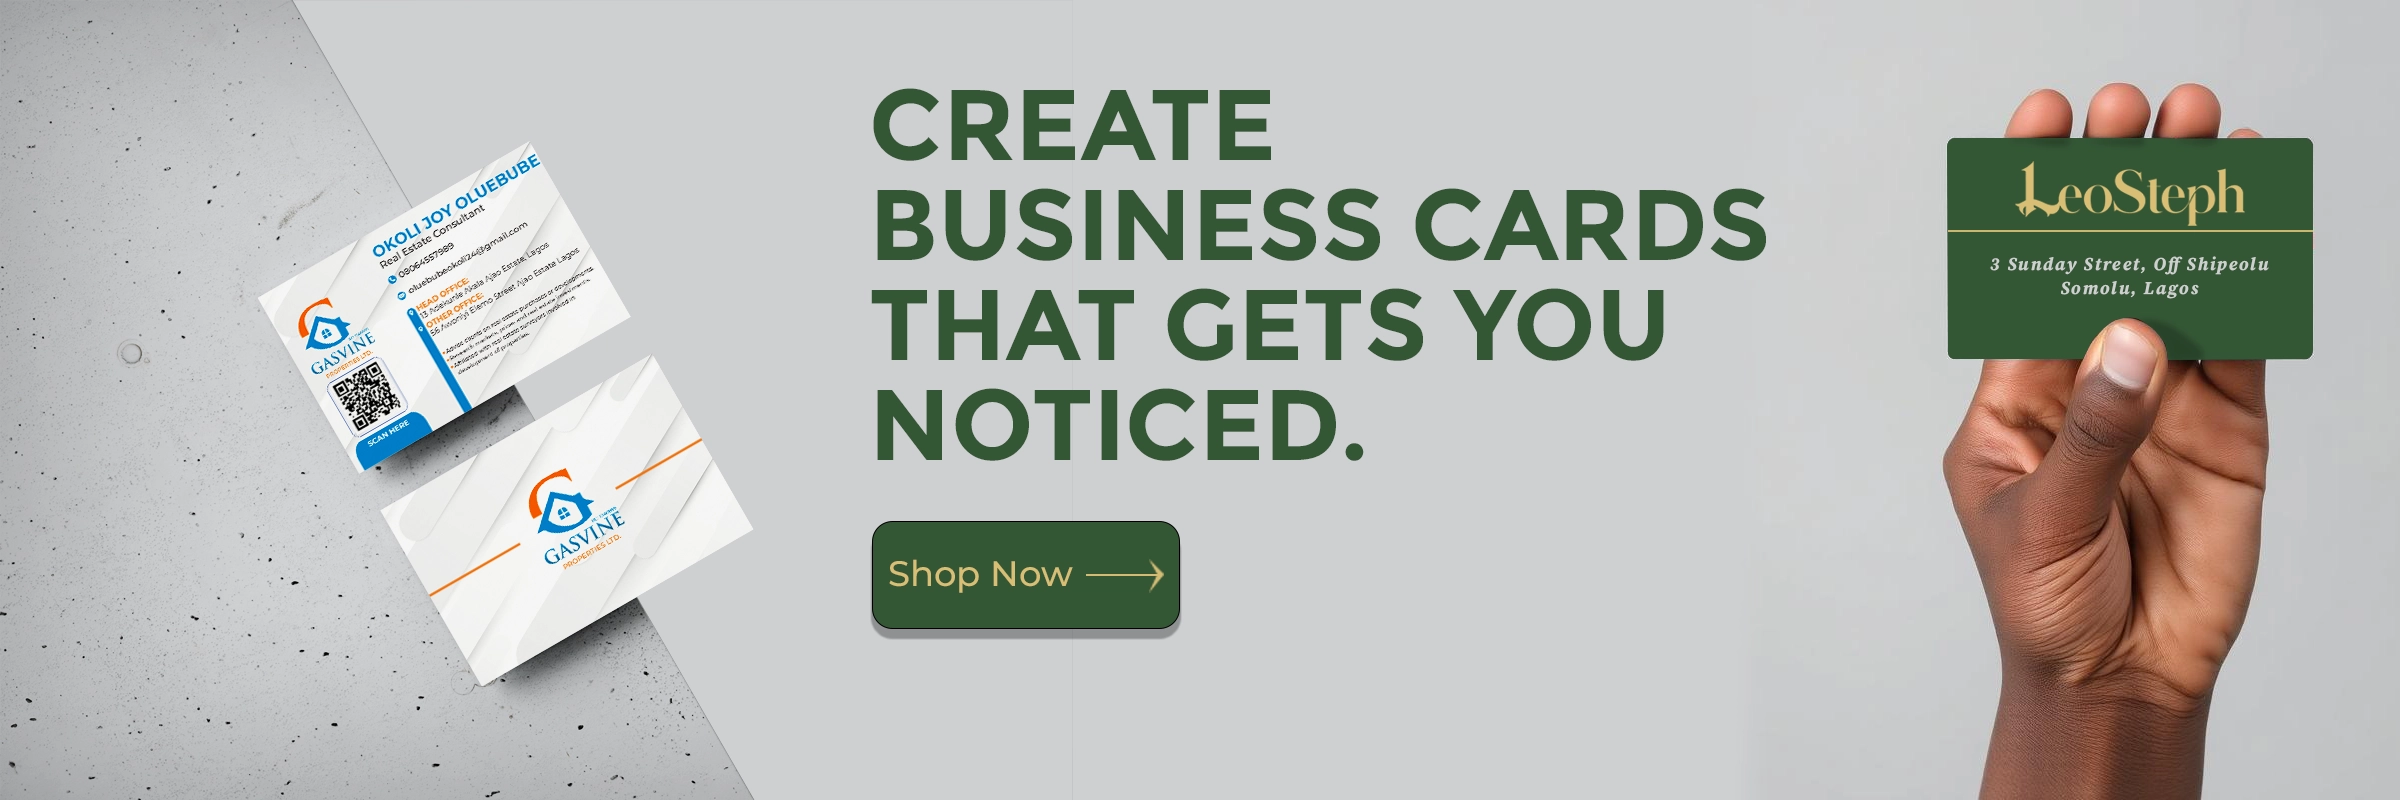 OKOLI JOY OLUEBUBE
Real Estate Consultant
08064557989
oluebubeokoli24@gmail.com
HEAD OFFICE:
13 Adekunle Akala Ajao Estate, Lagos
OTHER OFFICE:
56 Awoniyi Elemo Street Ajao Estate Lagos
GASVINE
PROPERTIES LTD.
SCAN HERE
GASVINE
PROPERTIES LTD.
CREATE
BUSINESS CARDS
THAT GETS YOU
NOTICED.
Shop Now
LeoSteph
3 Sunday Street, Off Shipeolu
Somolu, Lagos